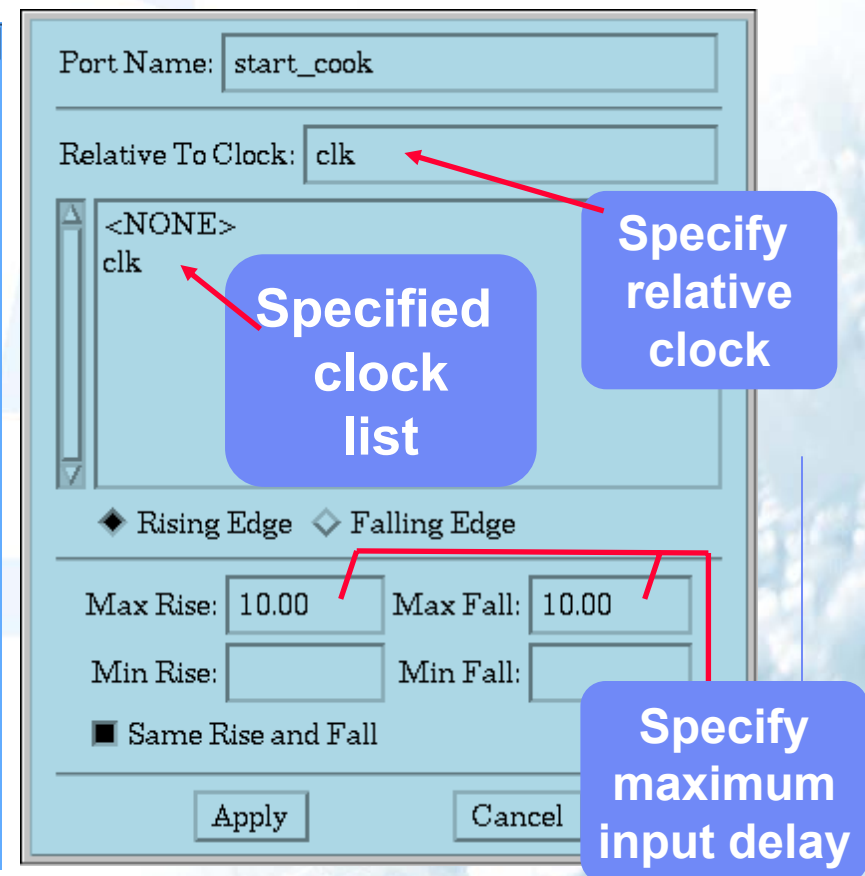 Port Name: start_cook
Relative To Clock: clk
<NONE>
clk
Specify
relative
clock
Specified
clock
list
Rising Edge Falling Edge
Max Rise: 10.00 Max Fall: 10.00
Min Rise: Min Fall:
Same Rise and Fall
Apply Cancel
Specify
maximum
input delay